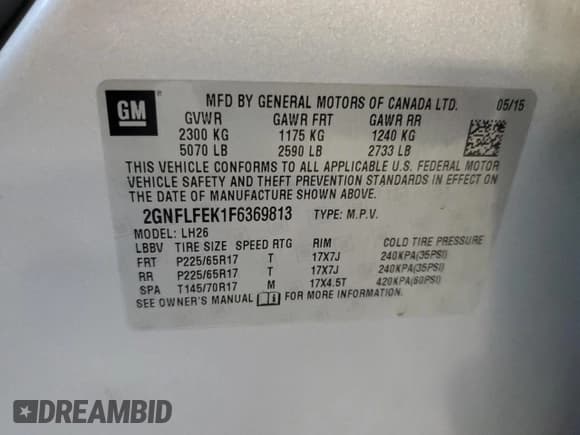 GM
MFD BY GENERAL MOTORS OF CANADA LTD. 05/15
GVWR GAWR FRT GAWR RR
2300 KG 1175 KG 1240 KG
5070 LB 2590 LB 2733 LB
THIS VEHICLE CONFORMS TO ALL APPLICABLE U.S. FEDERAL MOTOR
VEHICLE SAFETY AND THEFT PREVENTION STANDARDS IN EFFECT ON
THE DATE OF MANUFACTURE SHOWN ABOVE.
2GNFLFEK1F6369813 TYPE: M.P.V.
MODEL: LH26
LBBV TIRE SIZE SPEED RTG RIM COLD TIRE PRESSURE
FRT P225/65R17 T 17X7J 240KPA(35PSI)
RR P225/65R17 T 17X7J 240KPA(35PSI)
SPA T145/70R17 M 17X4.5T 420KPA(60PSI)
SEE OWNER'S MANUAL FOR MORE INFORMATION.
DREAMBID